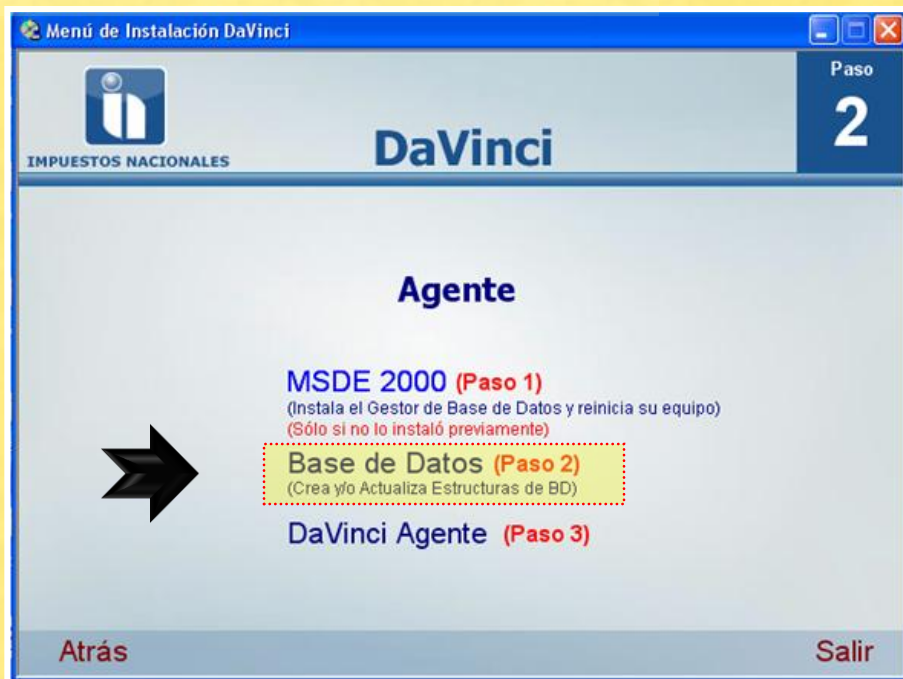 Menú de Instalación DaVinci
Paso
2
IMPUESTOS NACIONALES
DaVinci
Agente
MSDE 2000 (Paso 1)
(Instala el Gestor de Base de Datos y reinicia su equipo)
(Sólo si no lo instaló previamente)
Base de Datos (Paso 2)
(Crea y/o Actualiza Estructuras de BD)
DaVinci Agente (Paso 3)
Atrás
Salir